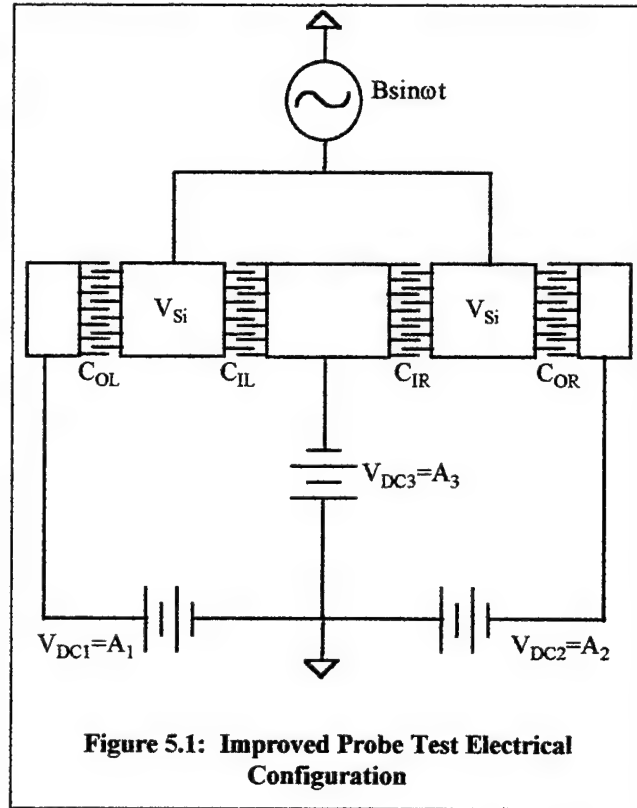 Bsinωt
V_Si V_Si
C_OL C_IL C_IR C_OR
V_DC3=A_3
V_DC1=A_1 V_DC2=A_2
Figure 5.1: Improved Probe Test Electrical
Configuration